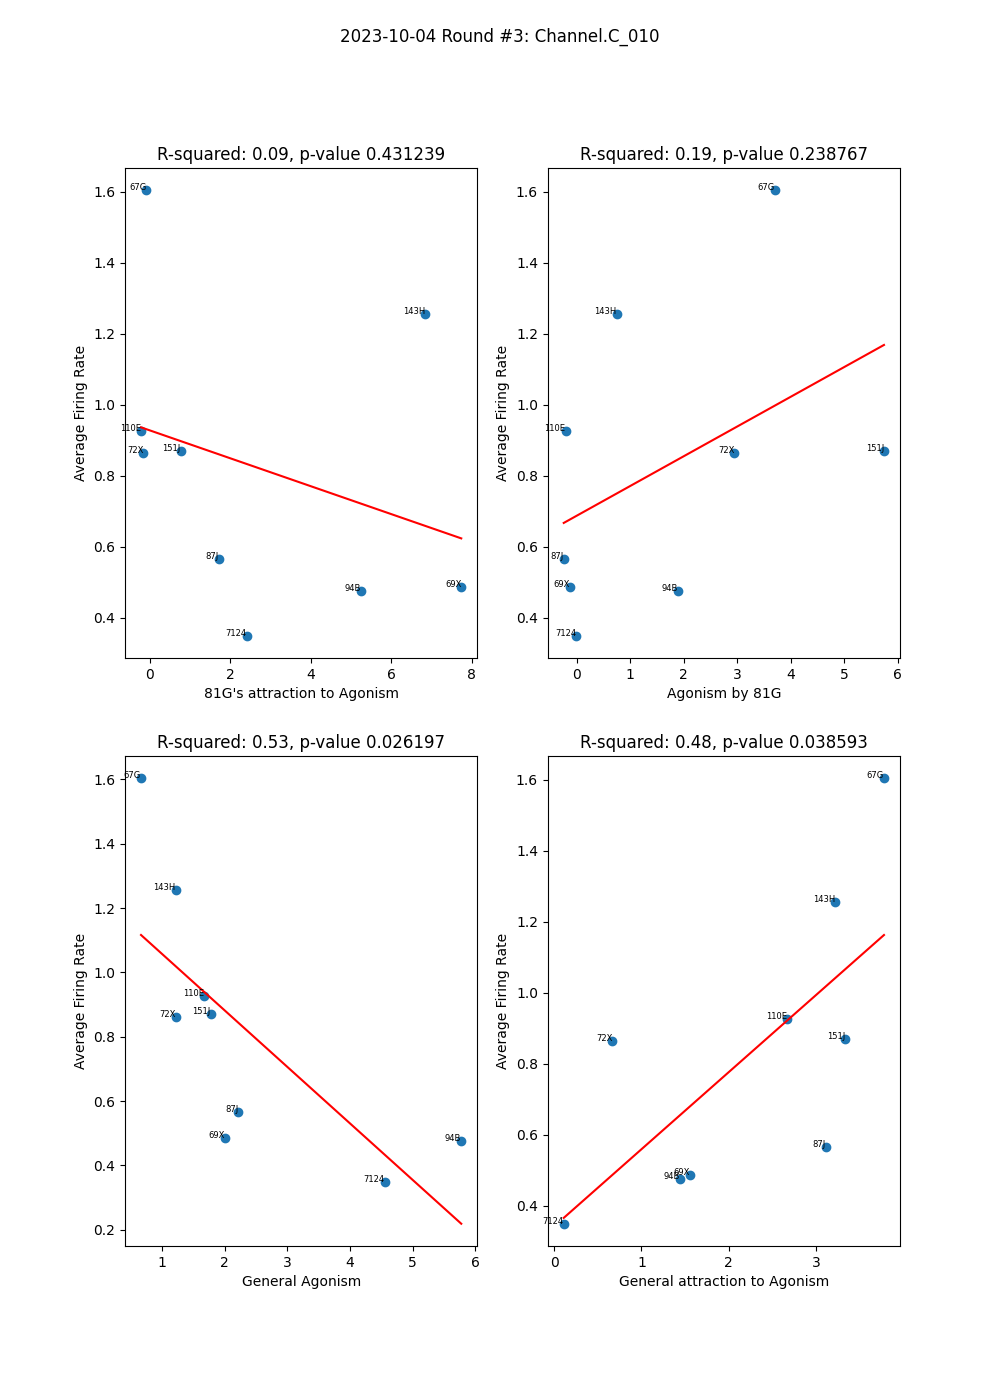 2023-10-04 Round #3: Channel.C_010
R-squared: 0.09, p-value 0.431239
1.6
1.4
1.2
1.0
0.8
0.6
0.4
Average Firing Rate
67G
143H
110E
72X
151J
87J
94B
69X
7124
0
2
4
6
8
81G's attraction to Agonism
R-squared: 0.19, p-value 0.238767
1.6
1.4
1.2
1.0
0.8
0.6
0.4
Average Firing Rate
67G
143H
110E
72X
151J
87J
69X
94B
7124
0
1
2
3
4
5
6
Agonism by 81G
R-squared: 0.53, p-value 0.026197
1.6
1.4
1.2
1.0
0.8
0.6
0.4
0.2
Average Firing Rate
67G
143H
110E
72X
151J
87J
69X
94B
7124
1
2
3
4
5
6
General Agonism
R-squared: 0.48, p-value 0.038593
1.6
1.4
1.2
1.0
0.8
0.6
0.4
Average Firing Rate
67G
143H
110E
72X
151J
87J
69X
94B
7124
0
1
2
3
General attraction to Agonism